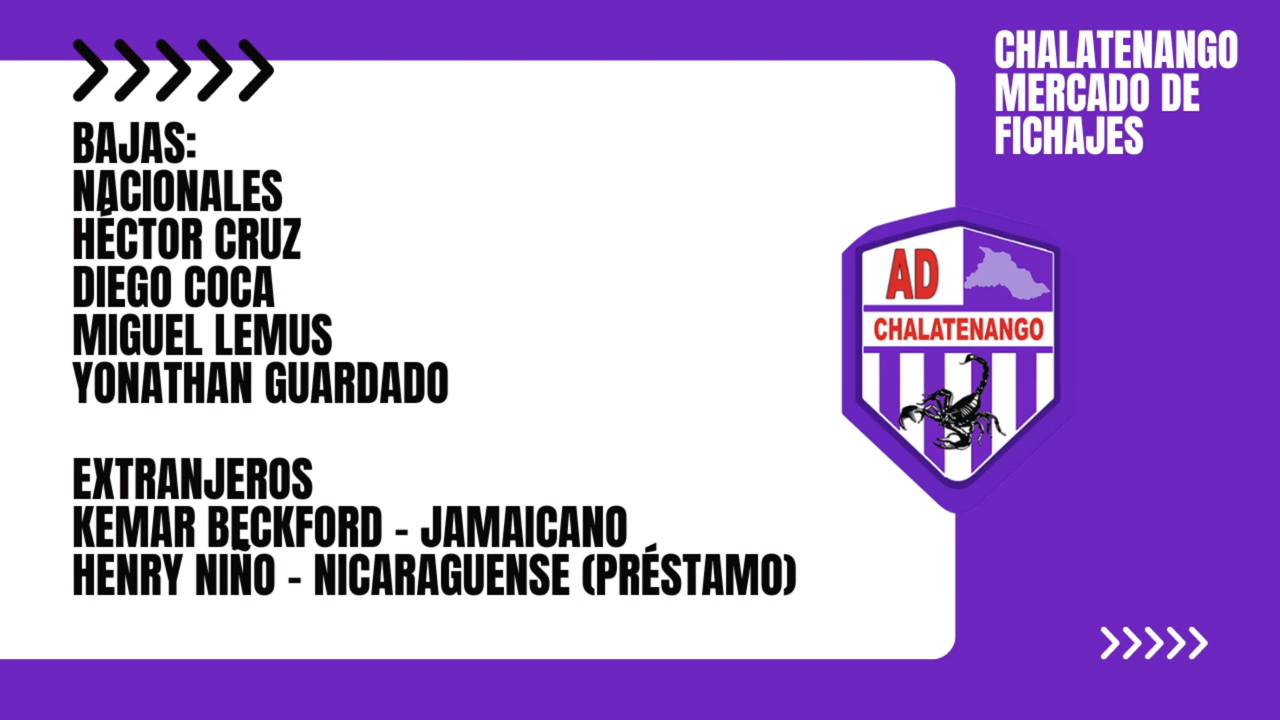 CHALATENANGO
MERCADO DE
FICHAJES
BAJAS:
NACIONALES
HÉCTOR CRUZ
DIEGO COCA
MIGUEL LEMUS
YONATHAN GUARDADO
EXTRANJEROS
KEMAR BECKFORD - JAMAICANO
HENRY NIÑO - NICARAGUENSE (PRÉSTAMO)
AD
CHALATENANGO